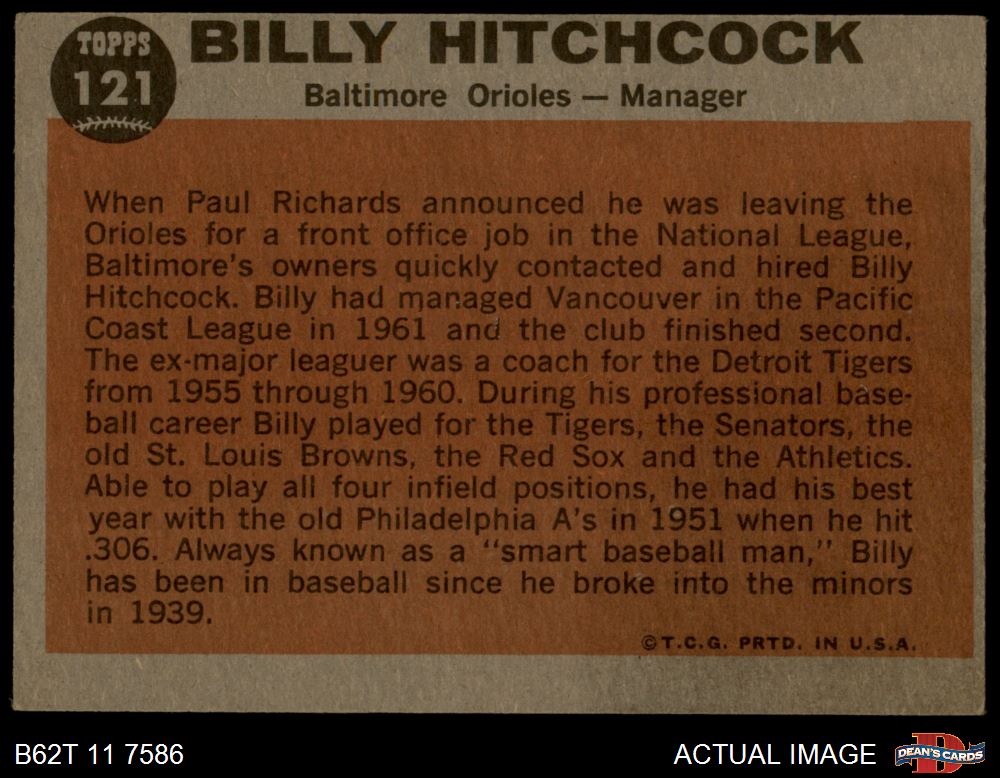 TOPPS
121
BILLY HITCHCOCK
Baltimore Orioles — Manager
When Paul Richards announced he was leaving the
Orioles for a front office job in the National League,
Baltimore's owners quickly contacted and hired Billy
Hitchcock. Billy had managed Vancouver in the Pacific
Coast League in 1961 and the club finished second.
The ex-major leaguer was a coach for the Detroit Tigers
from 1955 through 1960. During his professional base-
ball career Billy played for the Tigers, the Senators, the
old St. Louis Browns, the Red Sox and the Athletics.
Able to play all four infield positions, he had his best
year with the old Philadelphia A's in 1951 when he hit
.306. Always known as a "smart baseball man," Billy
has been in baseball since he broke into the minors
in 1939.
©T.C.G. PRTD. IN U.S.A.
B62T 11 7586
ACTUAL IMAGE
D
DEAN'S CARDS